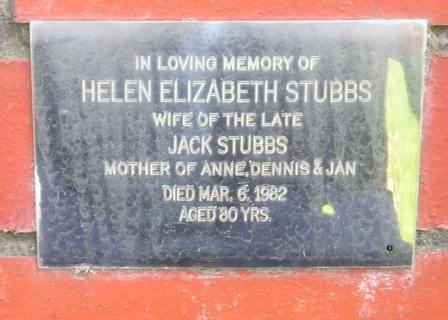 IN LOVING MEMORY OF
HELEN ELIZABETH STUBBS
WIFE OF THE LATE
JACK STUBBS
MOTHER OF ANNE, DENNIS & JAN
DIED MAR. 6. 1982
AGED 80 YRS.